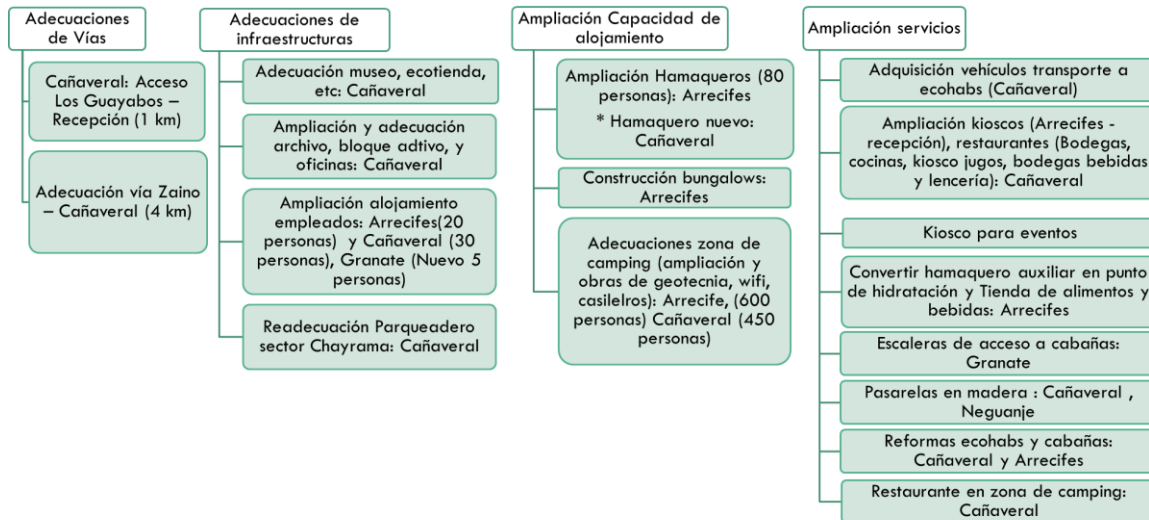 Adecuaciones
de Vías
Cañaveral: Acceso
Los Guayabos –
Recepción (1 km)
Adecuación vía Zaino
– Cañaveral (4 km)
Adecuaciones de
infraestructuras
Adecuación museo, ecotienda,
etc: Cañaveral
Ampliación y adecuación
archivo, bloque adtivo, y
oficinas: Cañaveral
Ampliación alojamiento
empleados: Arrecifes(20
personas) y Cañaveral (30
personas), Granate (Nuevo 5
personas)
Readecuación Parqueadero
sector Chayrama: Cañaveral
Ampliación Capacidad de
alojamiento
Ampliación Hamaqueros (80
personas): Arrecifes
* Hamaquero nuevo:
Cañaveral
Construcción bungalows:
Arrecifes
Adecuaciones zona de
camping (ampliación y
obras de geotecnia, wifi,
casilelros): Arrecife, (600
personas) Cañaveral (450
personas)
Ampliación servicios
Adquisición vehículos transporte a
ecohabs (Cañaveral)
Ampliación kioscos (Arrecifes -
recepción), restaurantes (Bodegas,
cocinas, kiosco jugos, bodegas bebidas
y lencería): Cañaveral
Kiosco para eventos
Convertir hamaquero auxiliar en punto
de hidratación y Tienda de alimentos y
bebidas: Arrecifes
Escaleras de acceso a cabañas:
Granate
Pasarelas en madera : Cañaveral ,
Neguanje
Reformas ecohabs y cabañas:
Cañaveral y Arrecifes
Restaurante en zona de camping:
Cañaveral